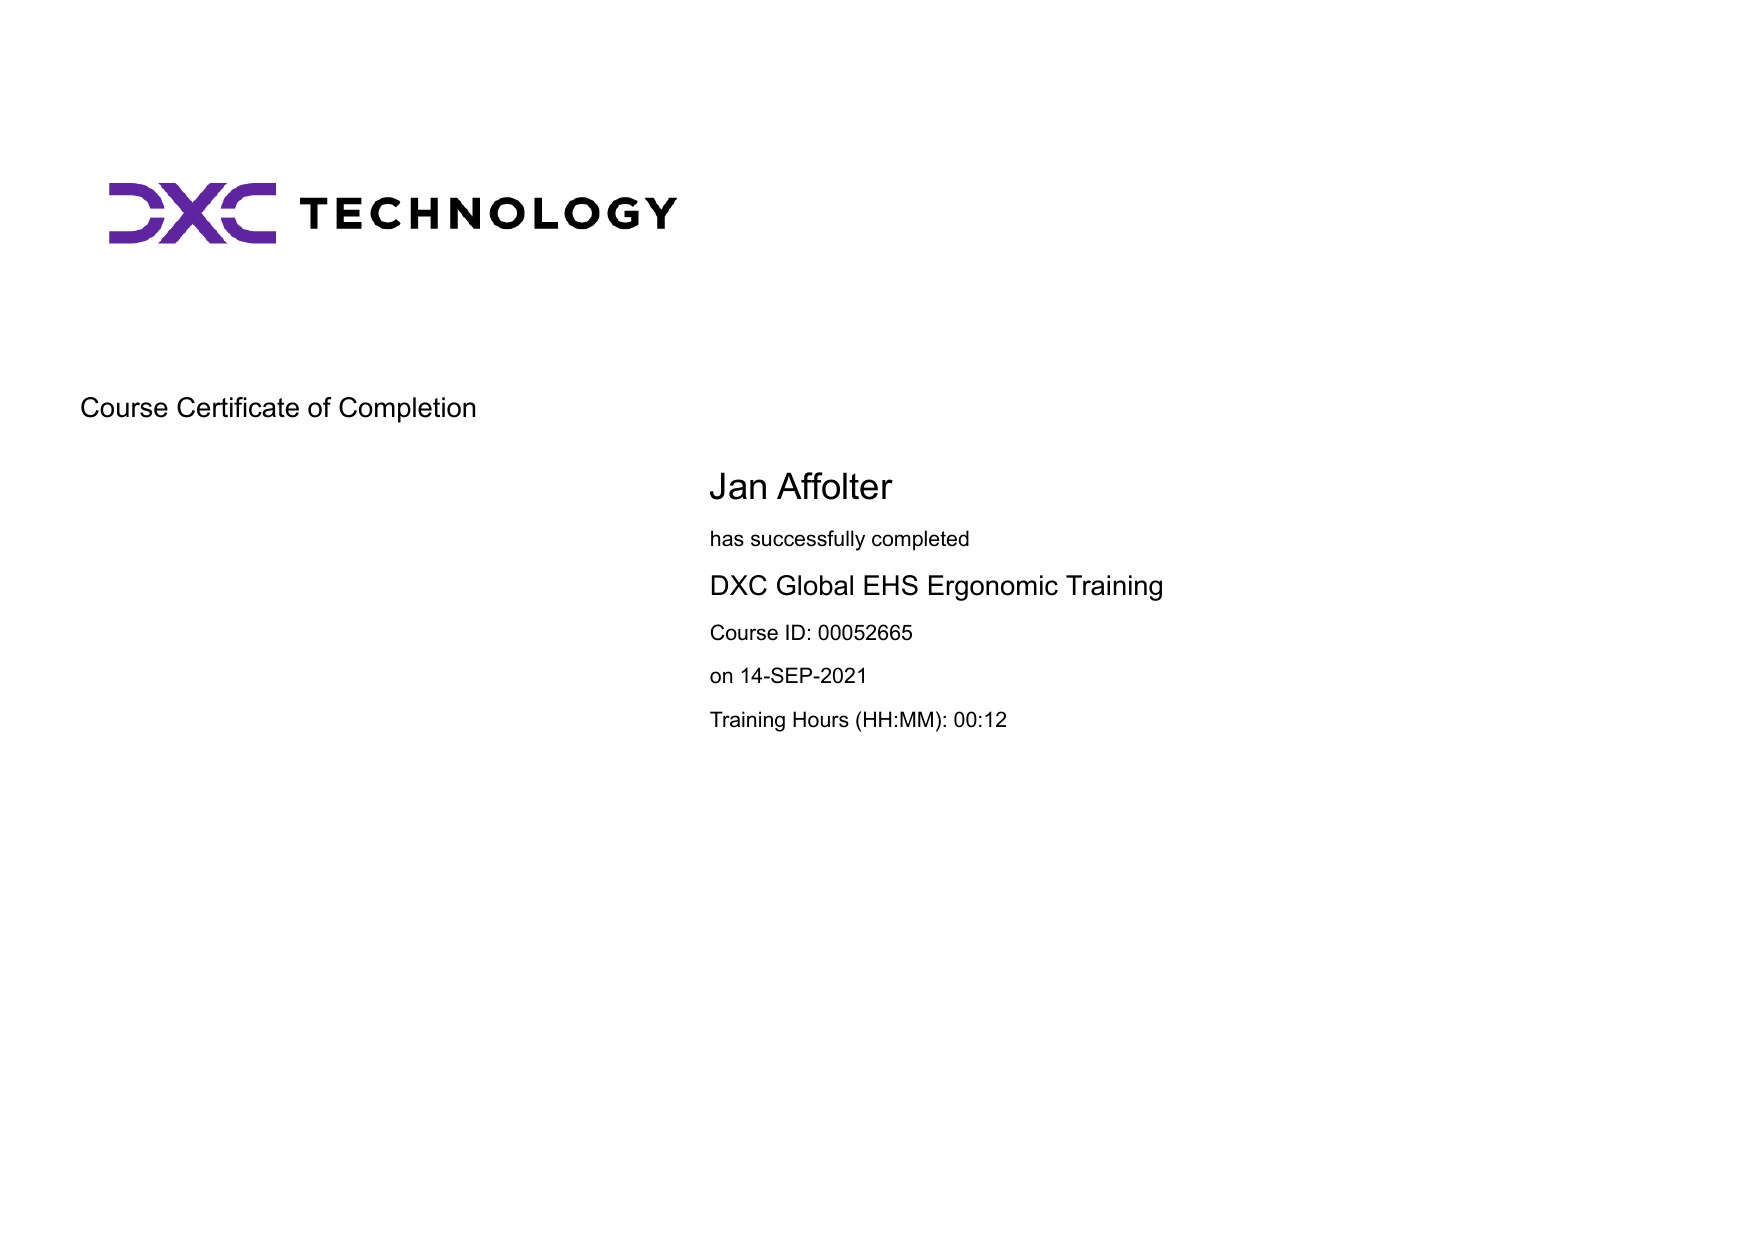 DXC TECHNOLOGY
Course Certificate of Completion
Jan Affolter
has successfully completed
DXC Global EHS Ergonomic Training
Course ID: 00052665
on 14-SEP-2021
Training Hours (HH:MM): 00:12